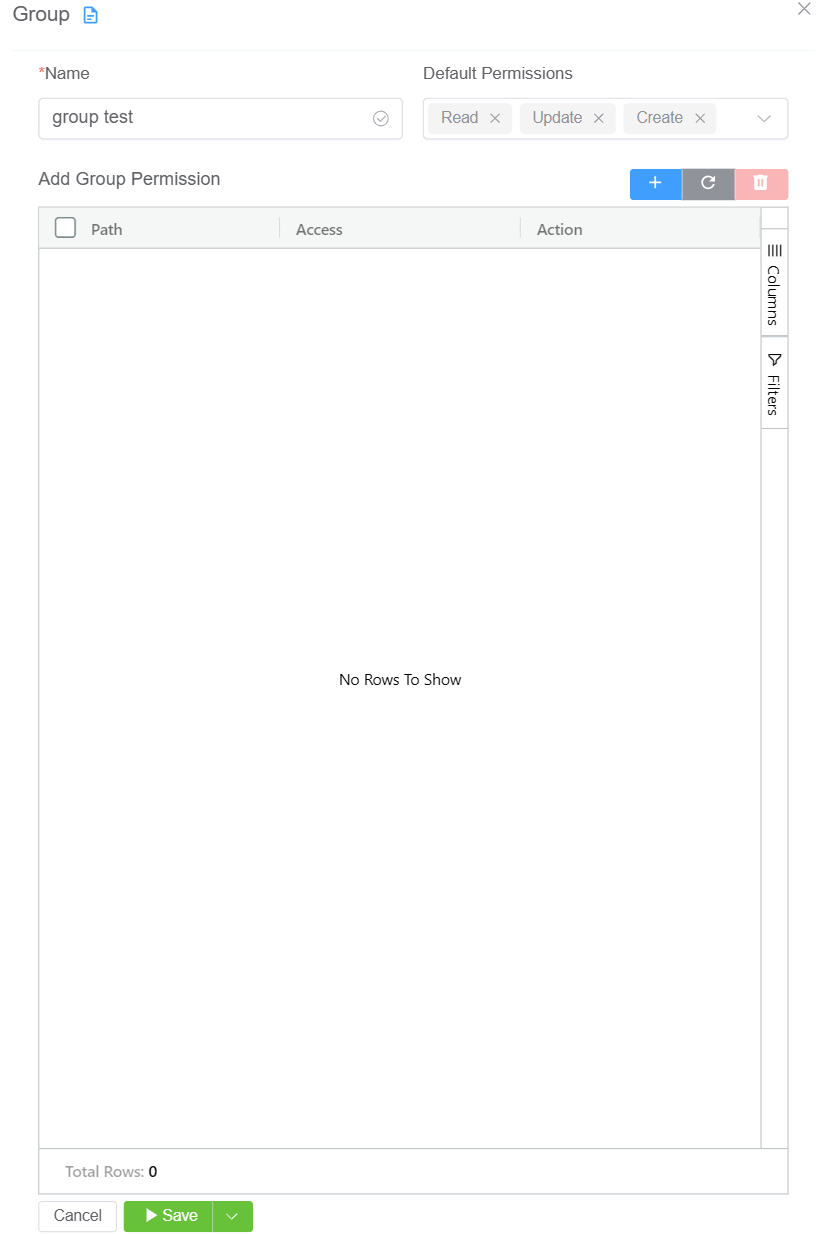 Group
*Name
Default Permissions
group test
Read
Update
Create
Add Group Permission
Path
Access
Action
Columns
Filters
No Rows To Show
Total Rows: 0
Cancel
Save